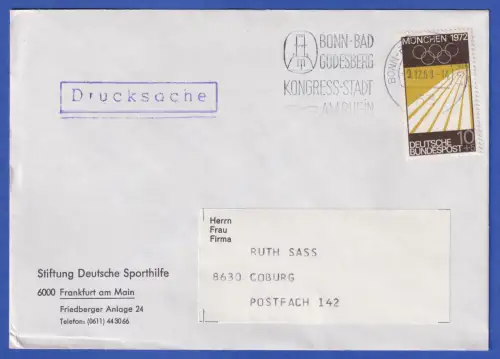 BONN-BAD
GODESBERG
KONGRESS-STADT
AM RHEIN
BONN
MÜNCHEN 1972
10
+5
DEUTSCHE
BUNDESPOST
Drucksache
Herrn
Frau
Firma
RUTH SASS
8630 COBURG
POSTFACH 142
Stiftung Deutsche Sporthilfe
6000 Frankfurt am Main
Friedberger Anlage 24
Telefon: (0611) 443066